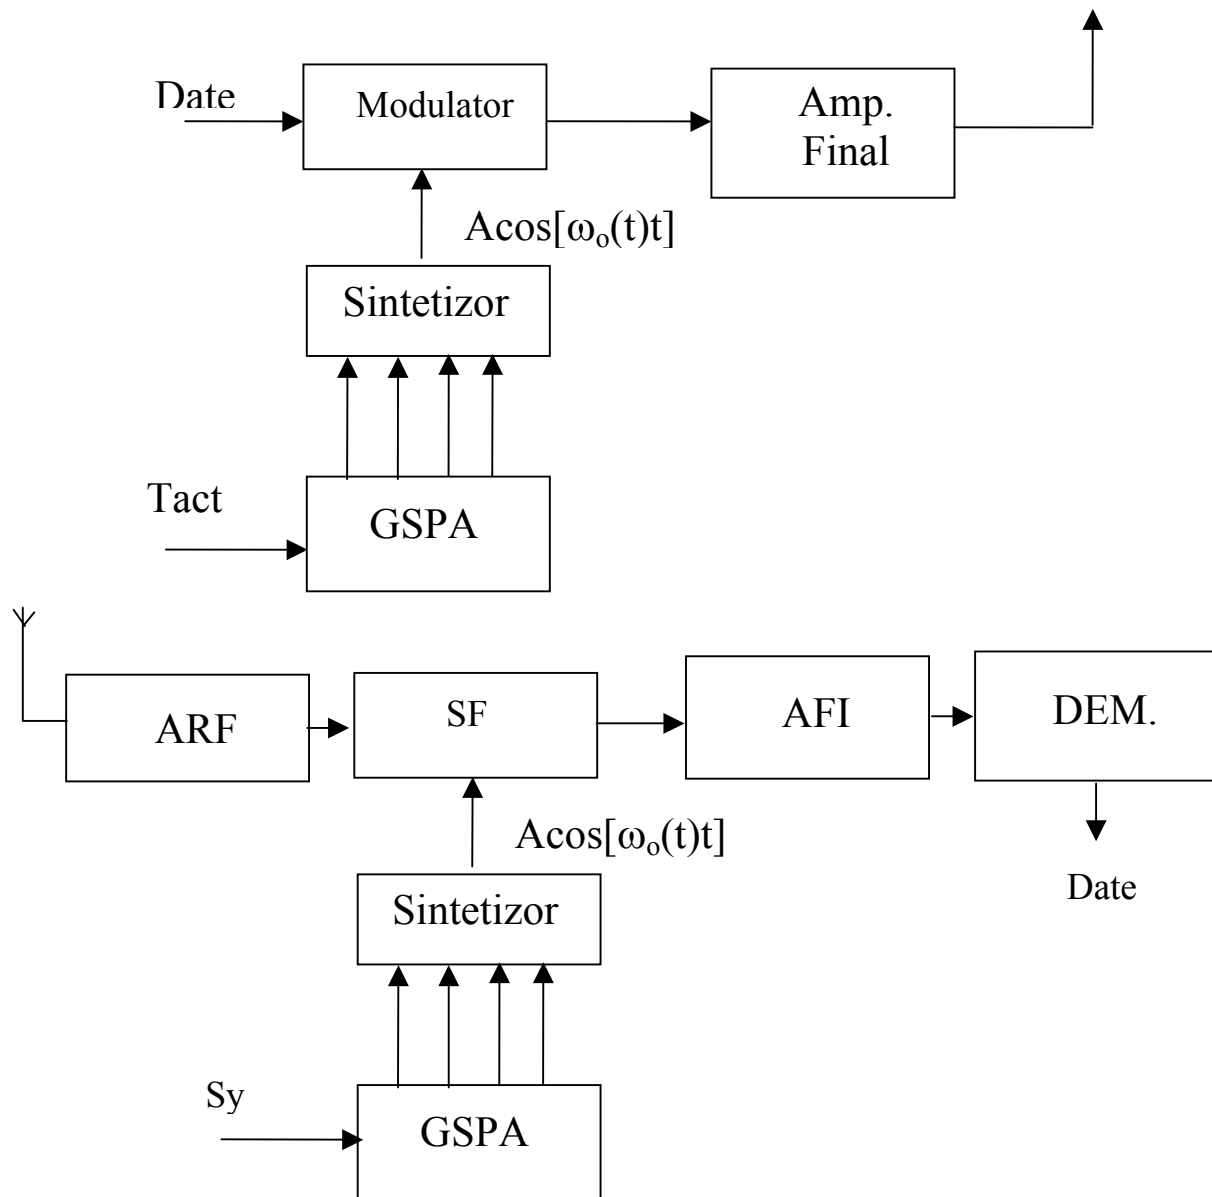 Date
Modulator
Amp.
Final
Acos[ωo(t)t]
Sintetizor
Tact
GSPA
ARF
SF
AFI
DEM.
Acos[ωo(t)t]
Date
Sintetizor
Sy
GSPA